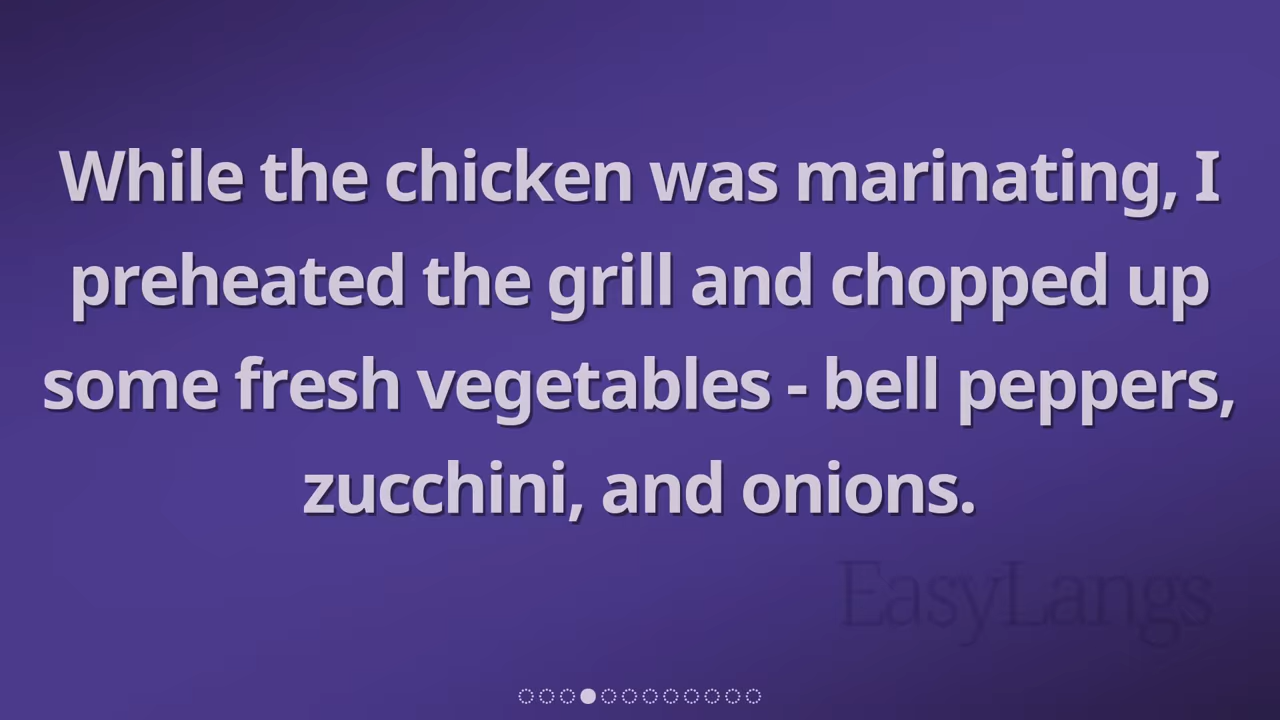 While the chicken was marinating, I
preheated the grill and chopped up
some fresh vegetables - bell peppers,
zucchini, and onions.
EasyLangs